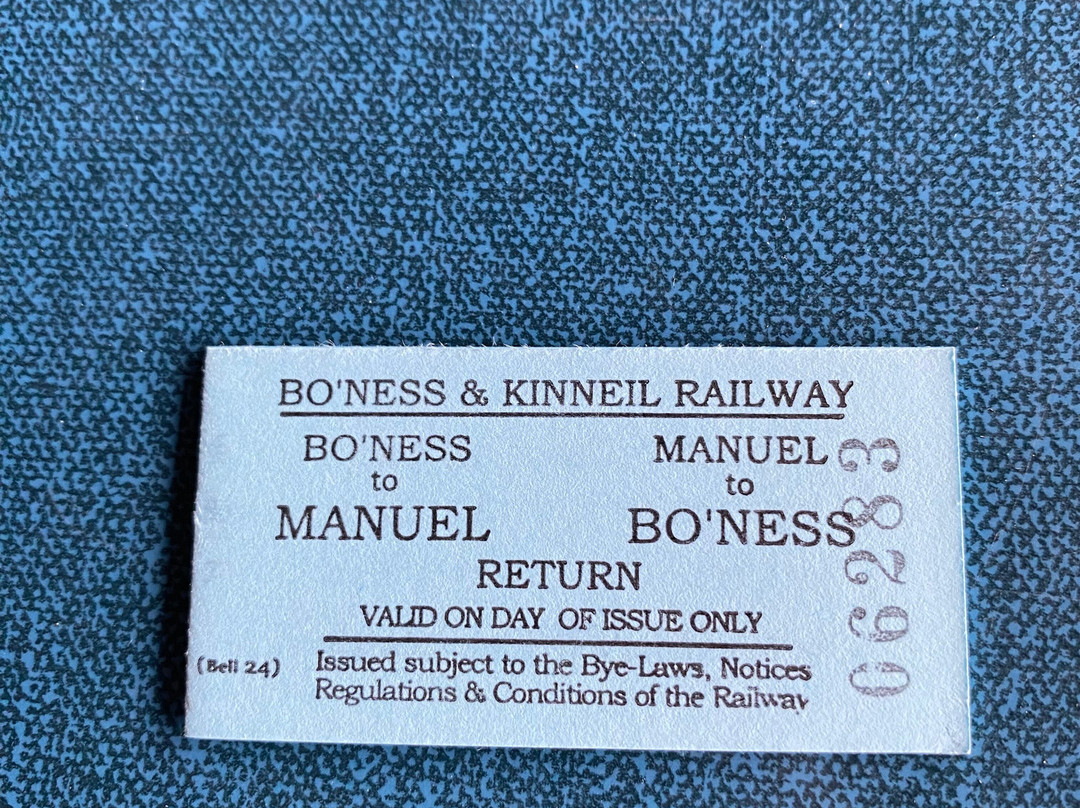 BO'NESS & KINNEIL RAILWAY
BO'NESS
to
MANUEL
MANUEL
to
BO'NESS
RETURN
VALID ON DAY OF ISSUE ONLY
(Bell 24)
Issued subject to the Bye-Laws, Notices
Regulations & Conditions of the Railway
06283